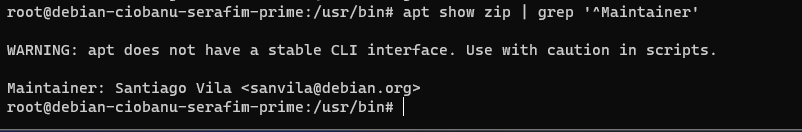 root@debian-ciobanu-serafim-prime:/usr/bin# apt show zip | grep '^Maintainer'
WARNING: apt does not have a stable CLI interface. Use with caution in scripts.
Maintainer: Santiago Vila <sanvila@debian.org>
root@debian-ciobanu-serafim-prime:/usr/bin#